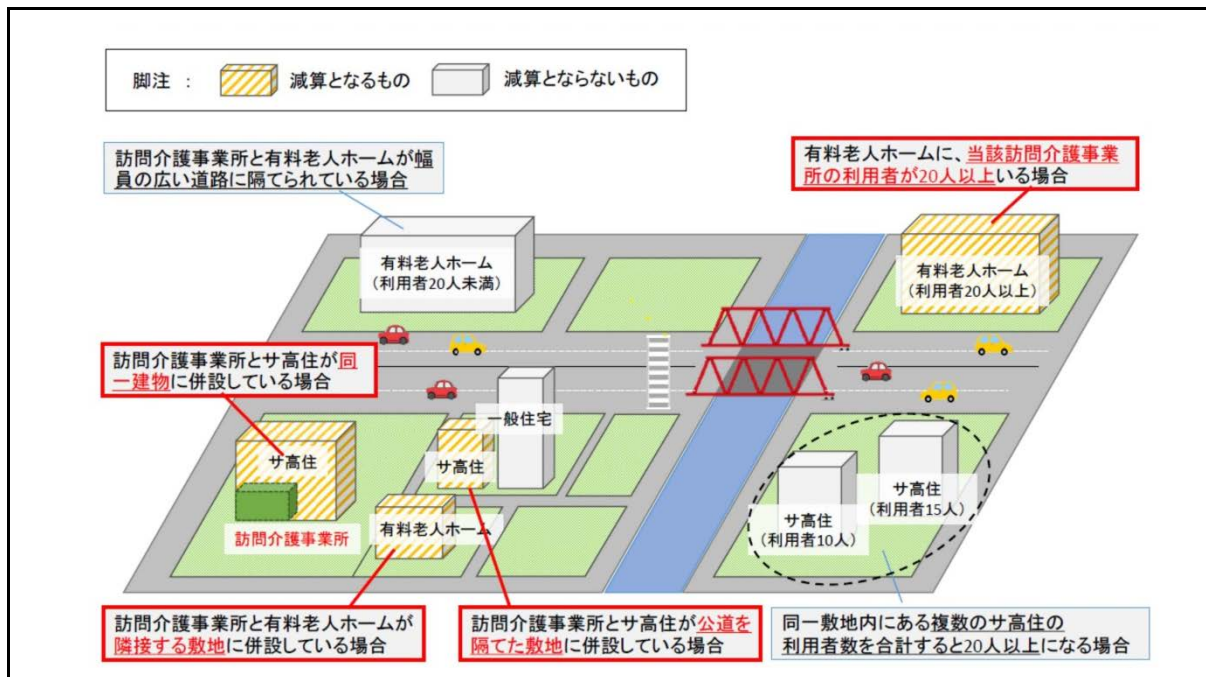 脚注 ： 減算となるもの 減算とならないもの
訪問介護事業所と有料老人ホームが幅
員の広い道路に隔てられている場合
有料老人ホームに、当該訪問介護事業
所の利用者が20人以上いる場合
有料老人ホーム
（利用者20人未満）
有料老人ホーム
（利用者20人以上）
訪問介護事業所とサ高住が同
一建物に併設している場合
一般住宅
サ高住
サ高住
訪問介護事業所
有料老人ホーム
サ高住
（利用者15人）
サ高住
（利用者10人）
訪問介護事業所と有料老人ホームが
隣接する敷地に併設している場合
訪問介護事業所とサ高住が公道を
隔てた敷地に併設している場合
同一敷地内にある複数のサ高住の
利用者数を合計すると20人以上になる場合